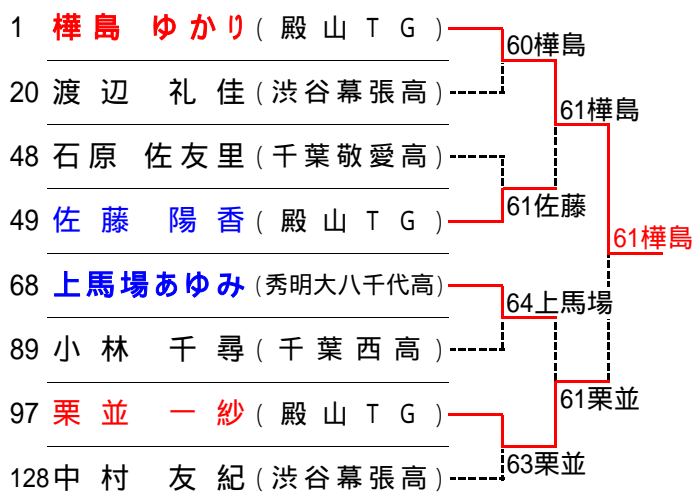 1 樺島 ゆかり(殿山TG)
60樺島
20 渡辺 礼佳(渋谷幕張高)
61樺島
48 石原 佐友里(千葉敬愛高)
61佐藤
49 佐藤 陽香(殿山TG)
61樺島
68 上馬場あゆみ(秀明大八千代高)
64上馬場
89 小林 千尋(千葉西高)
61栗並
97 栗並 一紗(殿山TG)
63栗並
128 中村 友紀(渋谷幕張高)